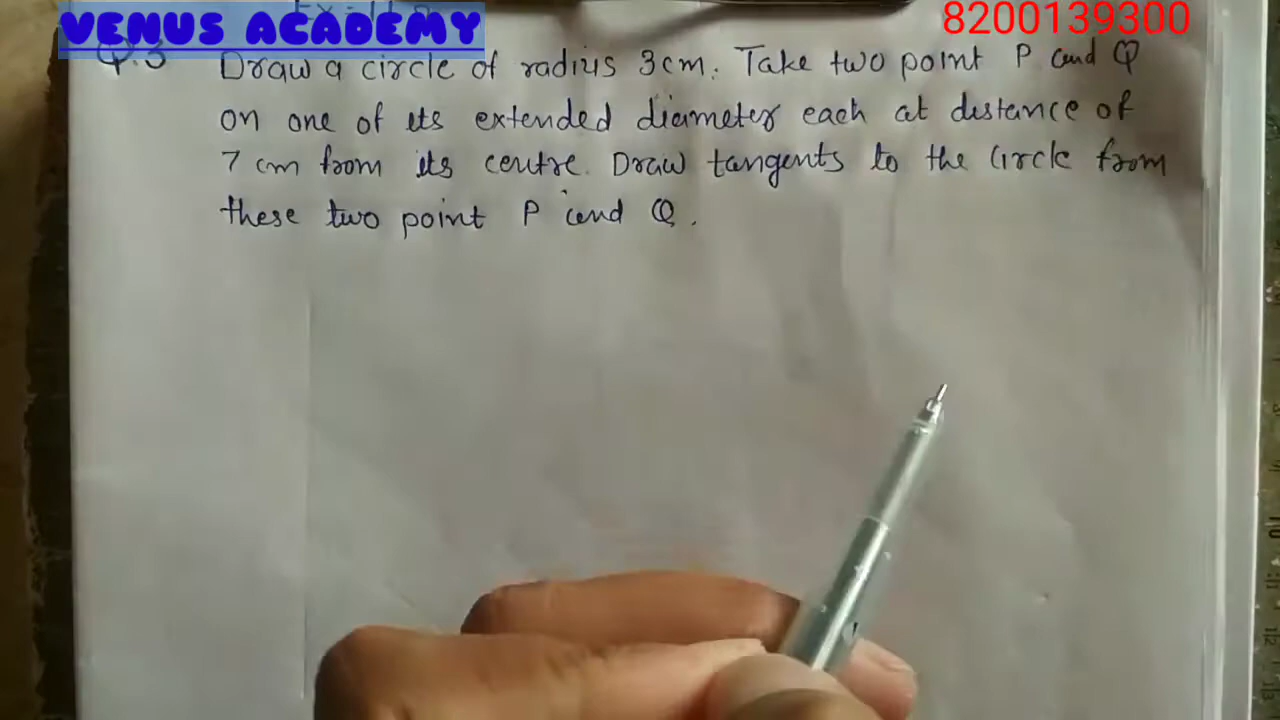 VENUS ACADEMY
8200139300
Q.3 Draw a circle of radius 3cm. Take two point P and Q
on one of its extended diameter each at distance of
7 cm from its centre. Draw tangents to the circle from
these two point P and Q.